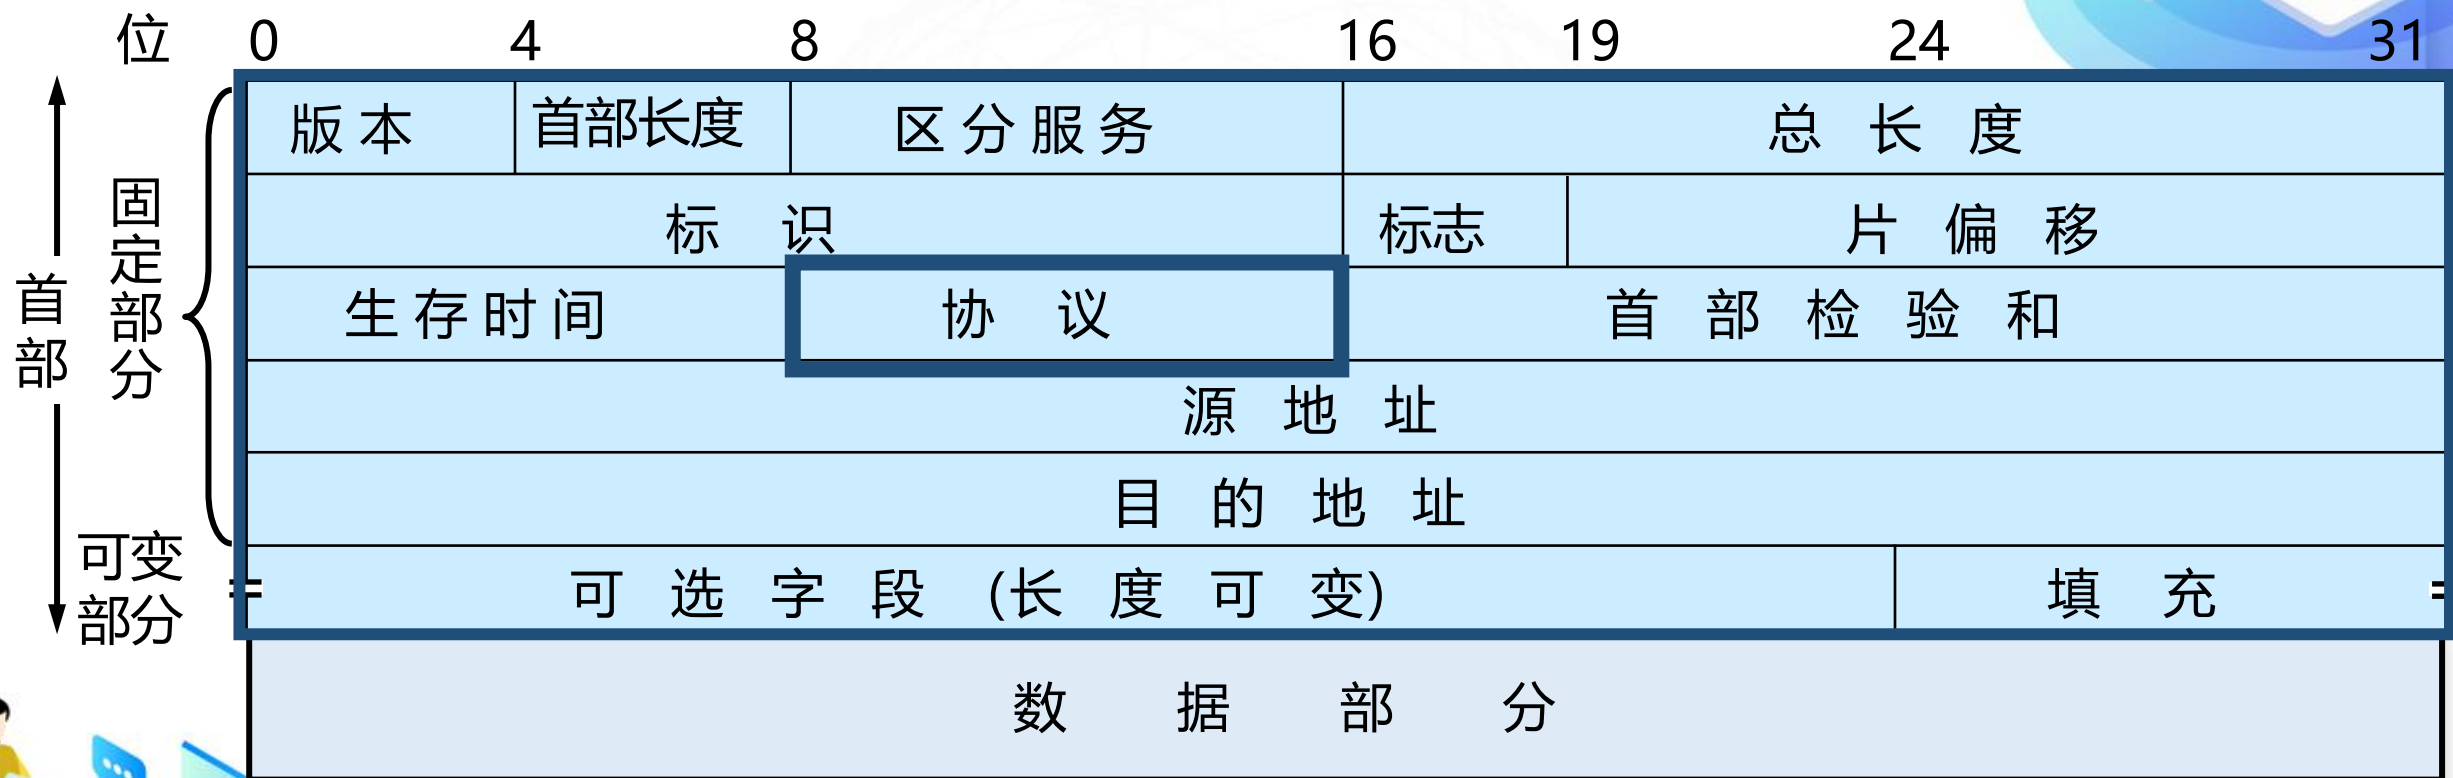 位 0 4 8 16 19 24 31
版 本 首部长度 区 分 服 务 总 长 度
标 识 标志 片 偏 移
生 存 时 间 协 议 首 部 检 验 和
源 地 址
目 的 地 址
可 选 字 段 (长 度 可 变) 填 充
数 据 部 分
首部
固定部分
可变
部分